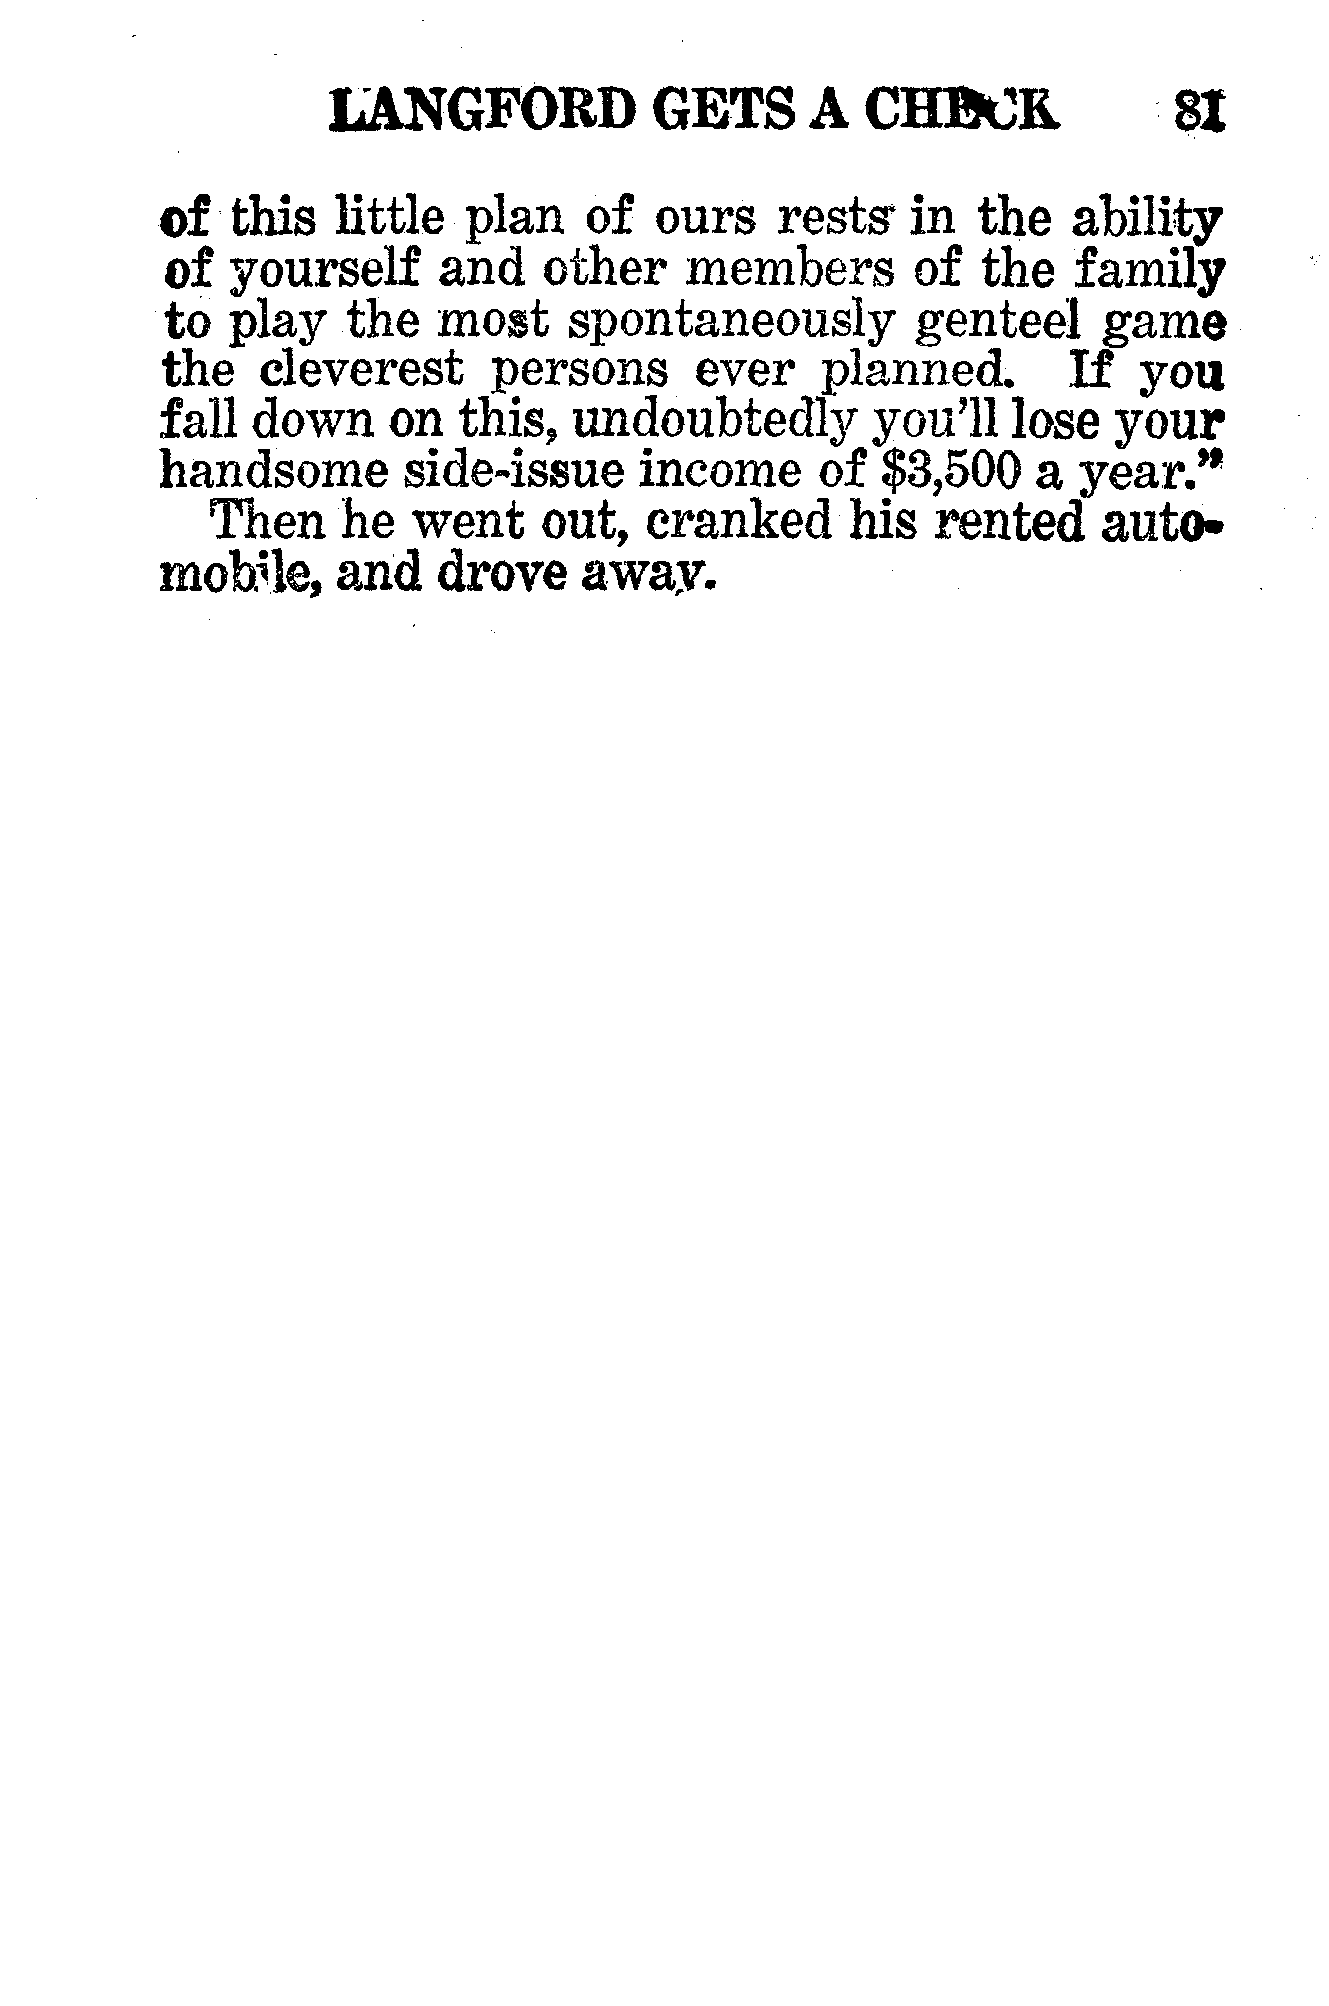 LANGFORD GETS A CHECK 81
of this little plan of ours rests in the ability
of yourself and other members of the family
to play the most spontaneously genteel game
the cleverest persons ever planned. If you
fall down on this, undoubtedly you'll lose your
handsome side-issue income of $3,500 a year."
Then he went out, cranked his rented auto-
mobile, and drove away.